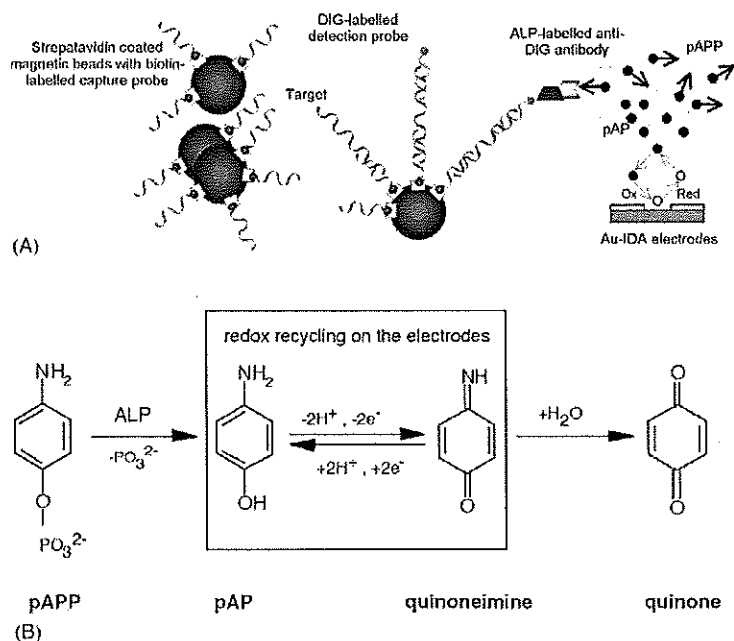 Strepatavidin coated
magnetic beads with biotin-
labelled capture probe
DIG-labelled
detection probe
ALP-labelled anti-
DIG antibody
pAPP
Target
pAP
Ox
Red
Au-IDA electrodes
(A)
redox recycling on the electrodes
NH2
NH2
NH
O
ALP
-PO3 2-
-2H+ , -2e-
+2H+ , +2e-
+H2O
O
PO3 2-
OH
O
O
pAPP
pAP
quinoneimine
quinone
(B)